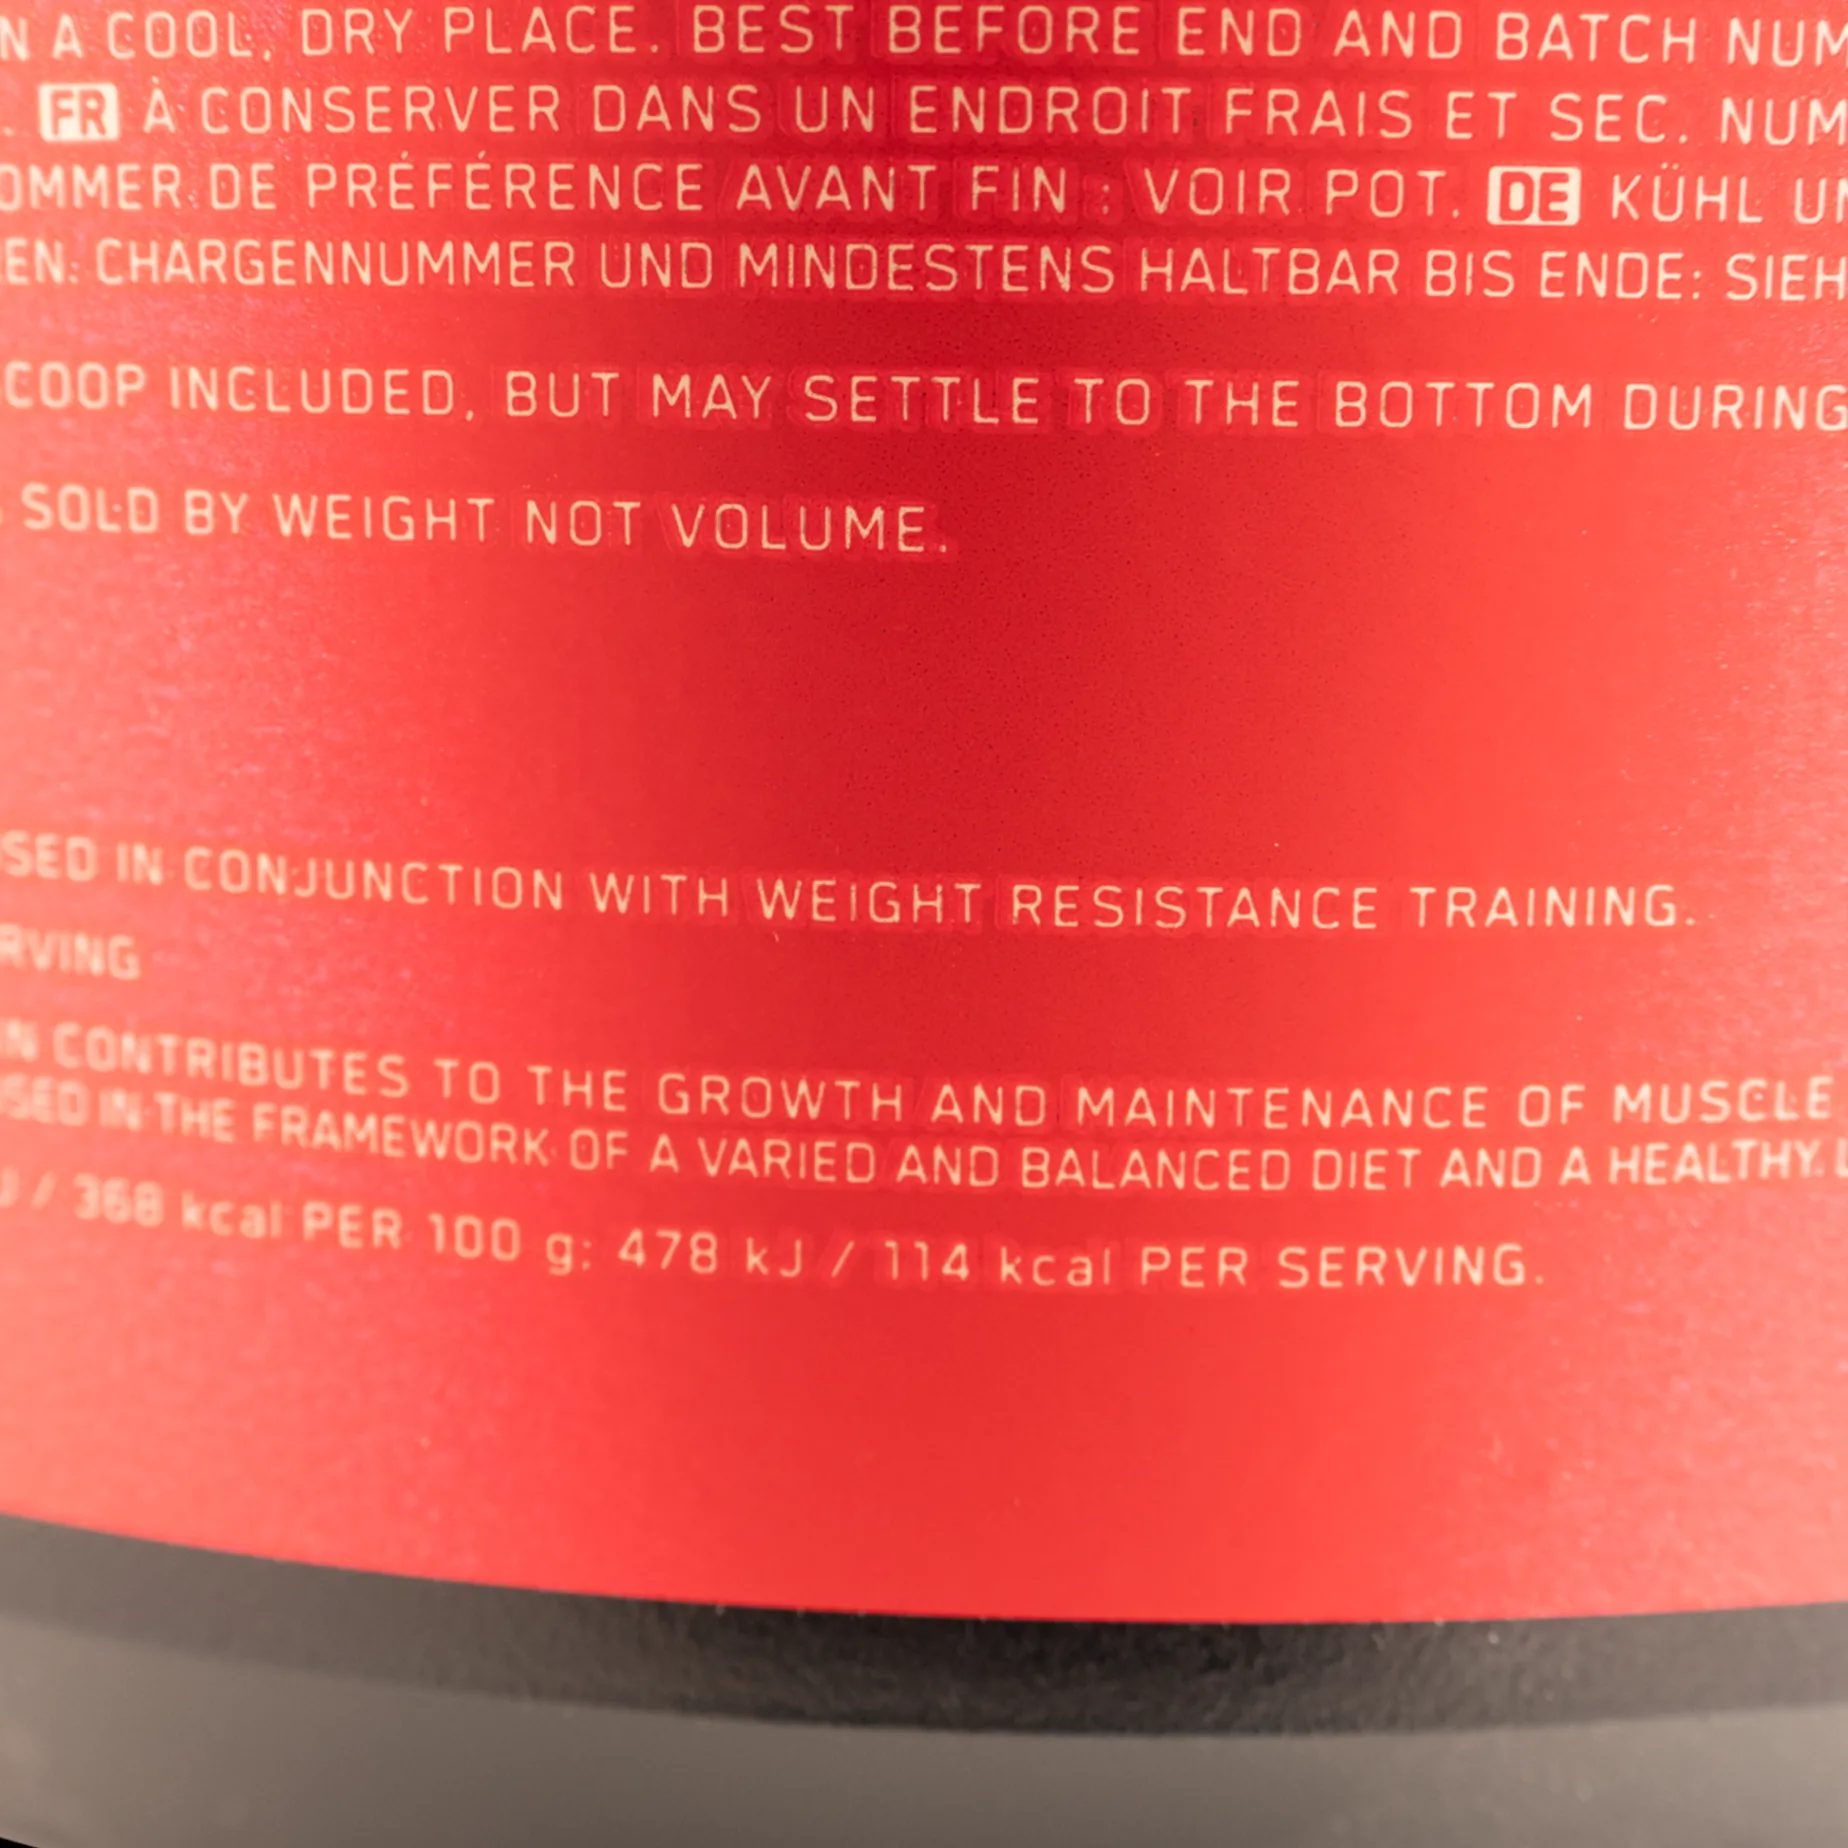 N A COOL, DRY PLACE. BEST BEFORE END AND BATCH NUM
. FR À CONSERVER DANS UN ENDROIT FRAIS ET SEC. NUM
OMMER DE PRÉFÉRENCE AVANT FIN : VOIR POT. DE KÜHL UN
EN. CHARGENNUMMER UND MINDESTENS HALTBAR BIS ENDE: SIEH
COOP INCLUDED, BUT MAY SETTLE TO THE BOTTOM DURING
SOLD BY WEIGHT NOT VOLUME.
SED IN CONJUNCTION WITH WEIGHT RESISTANCE TRAINING.
RVING
IN CONTRIBUTES TO THE GROWTH AND MAINTENANCE OF MUSCLE
SED IN THE FRAMEWORK OF A VARIED AND BALANCED DIET AND A HEALTHY L
J / 368 kcal PER 100 g; 478 kJ / 114 kcal PER SERVING.